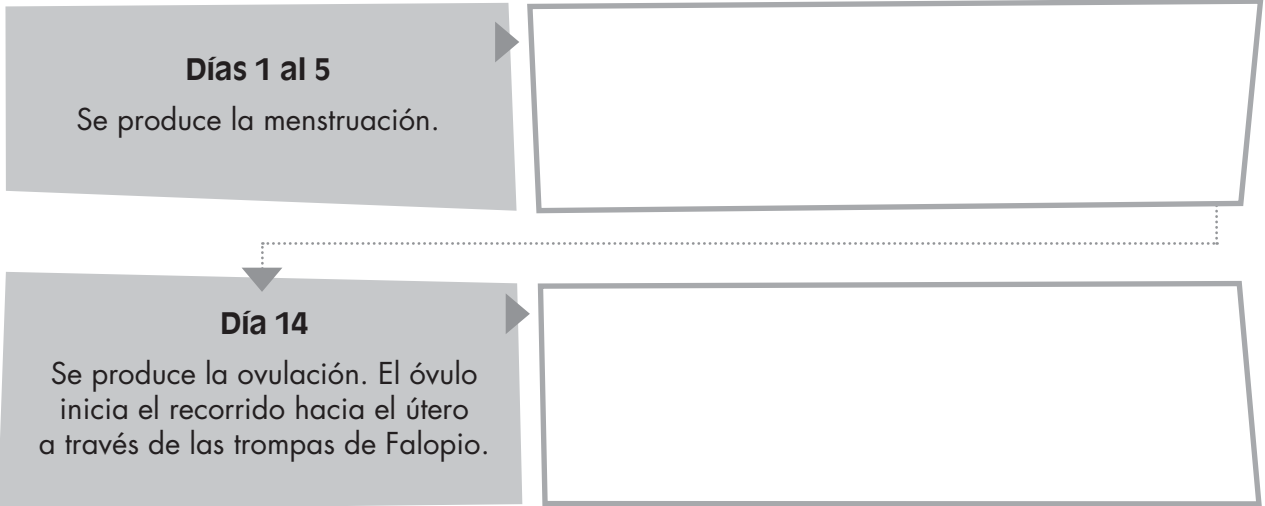 Días 1 al 5
Se produce la menstruación.
Día 14
Se produce la ovulación. El óvulo
inicia el recorrido hacia el útero
a través de las trompas de Falopio.